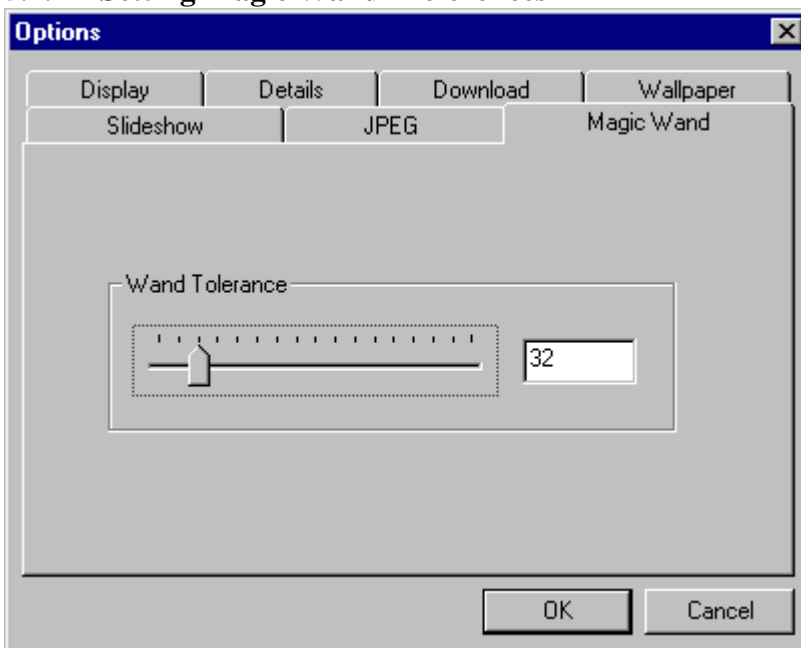 Options
Display Details Download Wallpaper
Slideshow JPEG Magic Wand
Wand Tolerance
32
OK Cancel